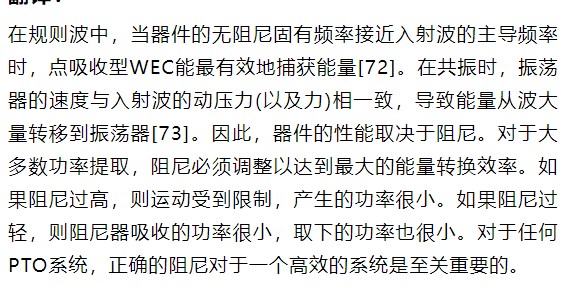 在规则波中，当器件的无阻尼固有频率接近入射波的主导频率
时，点吸收型WEC能最有效地捕获能量[72]。在共振时，振荡
器的速度与入射波的动压力(以及力)相一致，导致能量从波大
量转移到振荡器[73]。因此，器件的性能取决于阻尼。对于大
多数功率提取，阻尼必须调整以达到最大的能量转换效率。如
果阻尼过高，则运动受到限制，产生的功率很小。如果阻尼过
轻，则阻尼器吸收的功率很小，取下的功率也很小。对于任何
PTO系统，正确的阻尼对于一个高效的系统是至关重要的。